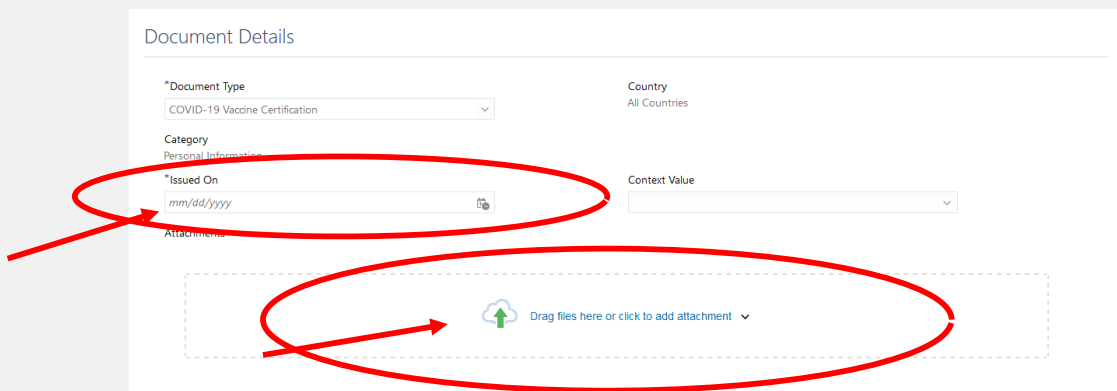 Document Details
*Document Type
COVID-19 Vaccine Certification
Country
All Countries
Category
Personal Information
*Issued On
mm/dd/yyyy
Context Value
Attachments
Drag files here or click to add attachment